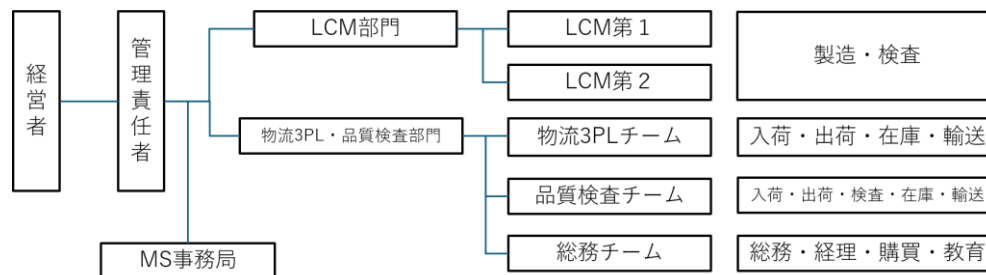 経営者
管理責任者
MS事務局
LCM部門
物流3PL・品質検査部門
LCM第1
LCM第2
物流3PLチーム
品質検査チーム
総務チーム
製造・検査
入荷・出荷・在庫・輸送
入荷・出荷・検査・在庫・輸送
総務・経理・購買・教育